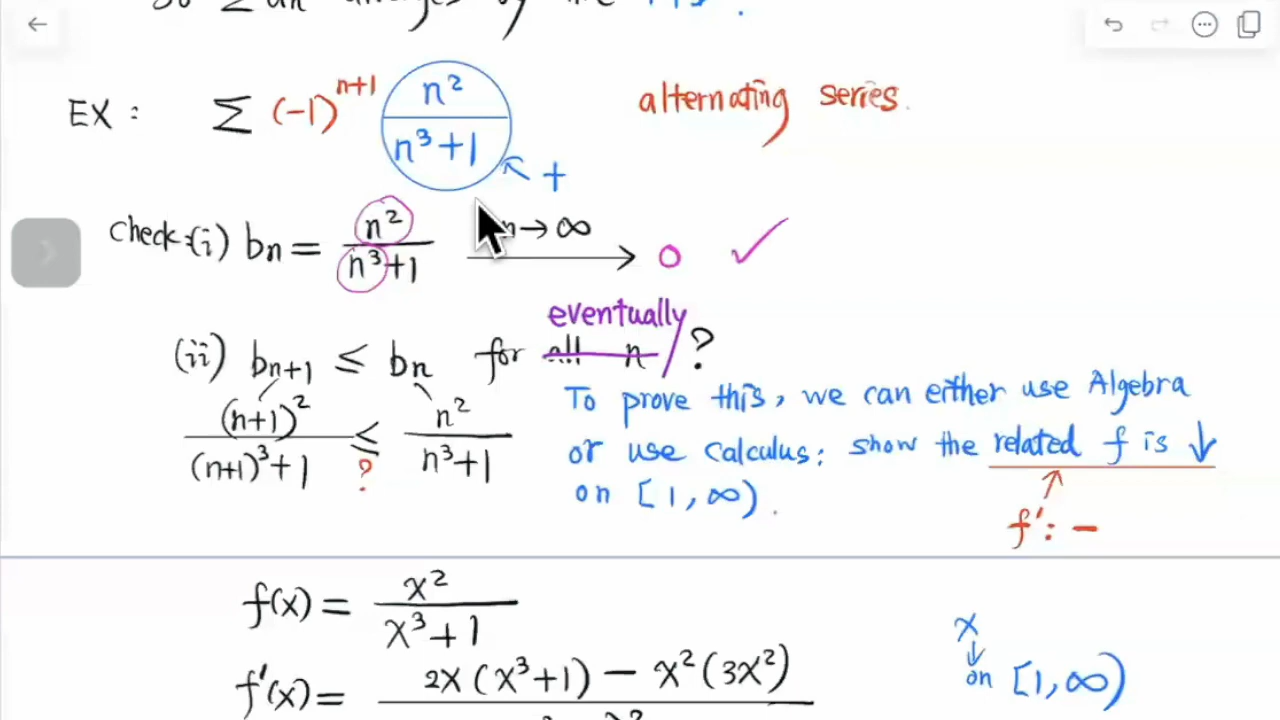 EX : Σ (-1)^{n+1} n²/(n³+1) alternating series.
+
check: (i) bn = n²/(n³+1) n→∞ ⟶ 0 ✓
eventually
(ii) b_{n+1} ≤ bn for all n ?
(n+1)²/((n+1)³+1) ≤ n²/(n³+1)
?
To prove this, we can either use Algebra
or use calculus: show the related f is ↓
on [1, ∞).
f': −
f(x) = x²/(x³+1)
x
↓
on [1, ∞)
f'(x) = 2x (x³+1) − x² (3x²)